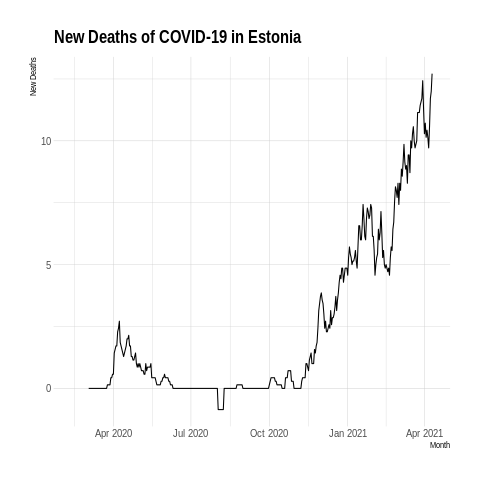 New Deaths of COVID-19 in Estonia
New Deaths
10
5
0
Apr 2020 Jul 2020 Oct 2020 Jan 2021 Apr 2021
Month